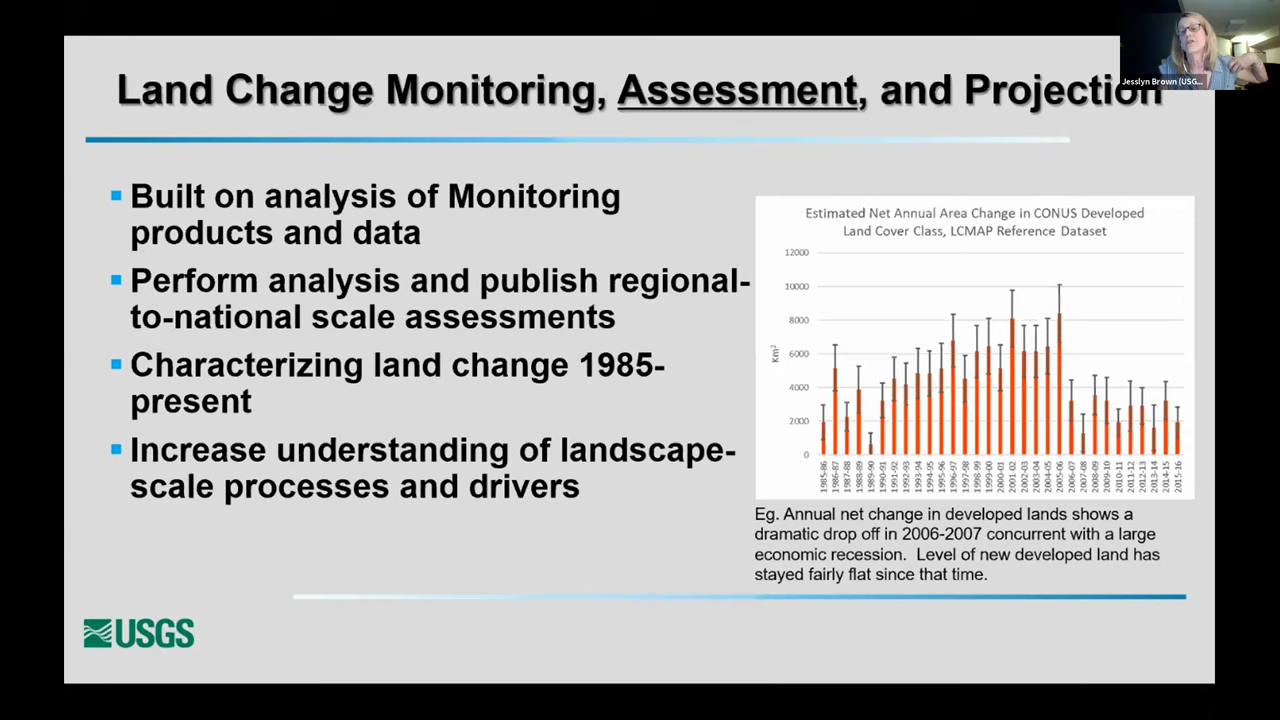 Land Change Monitoring, Assessment, and Projection
Jesslyn Brown (USG...
Built on analysis of Monitoring
products and data
Perform analysis and publish regional-
to-national scale assessments
Characterizing land change 1985-
present
Increase understanding of landscape-
scale processes and drivers
Estimated Net Annual Area Change in CONUS Developed
Land Cover Class, LCMAP Reference Dataset
Km²
12000
10000
8000
6000
4000
2000
0
1985-86
1986-87
1987-88
1988-89
1989-90
1990-91
1991-92
1992-93
1993-94
1994-95
1995-96
1996-97
1997-98
1998-99
1999-00
2000-01
2001-02
2002-03
2003-04
2004-05
2005-06
2006-07
2007-08
2008-09
2009-10
2010-11
2011-12
2012-13
2013-14
2014-15
2015-16
Eg. Annual net change in developed lands shows a
dramatic drop off in 2006-2007 concurrent with a large
economic recession. Level of new developed land has
stayed fairly flat since that time.
USGS